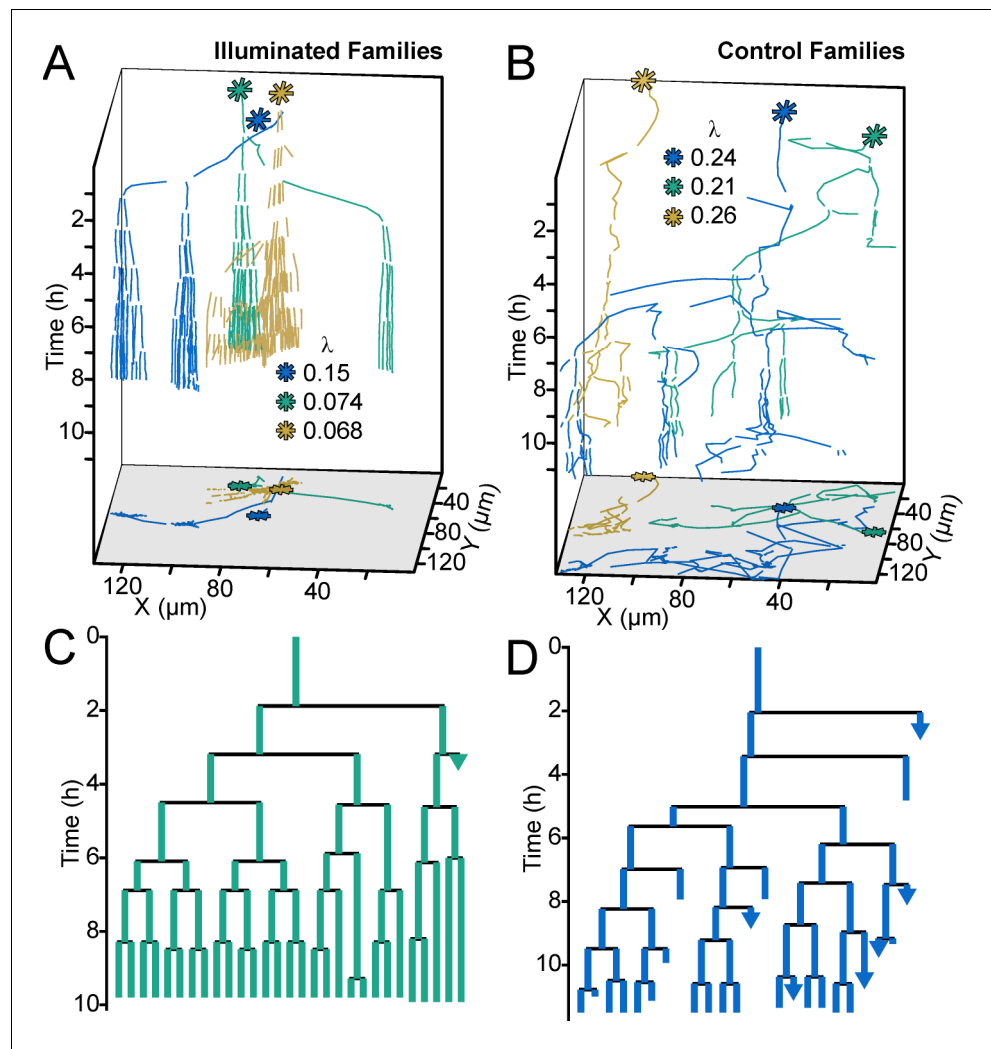 A
Illuminated Families
λ
0.15
0.074
0.068
Time (h)
2
4
6
8
10
40
80
120
Y (µm)
120
80
40
X (µm)
B
Control Families
λ
0.24
0.21
0.26
Time (h)
2
4
6
8
10
40
80
120
Y (µm)
120
80
40
X (µm)
C
Time (h)
0
2
4
6
8
10
D
Time (h)
0
2
4
6
8
10